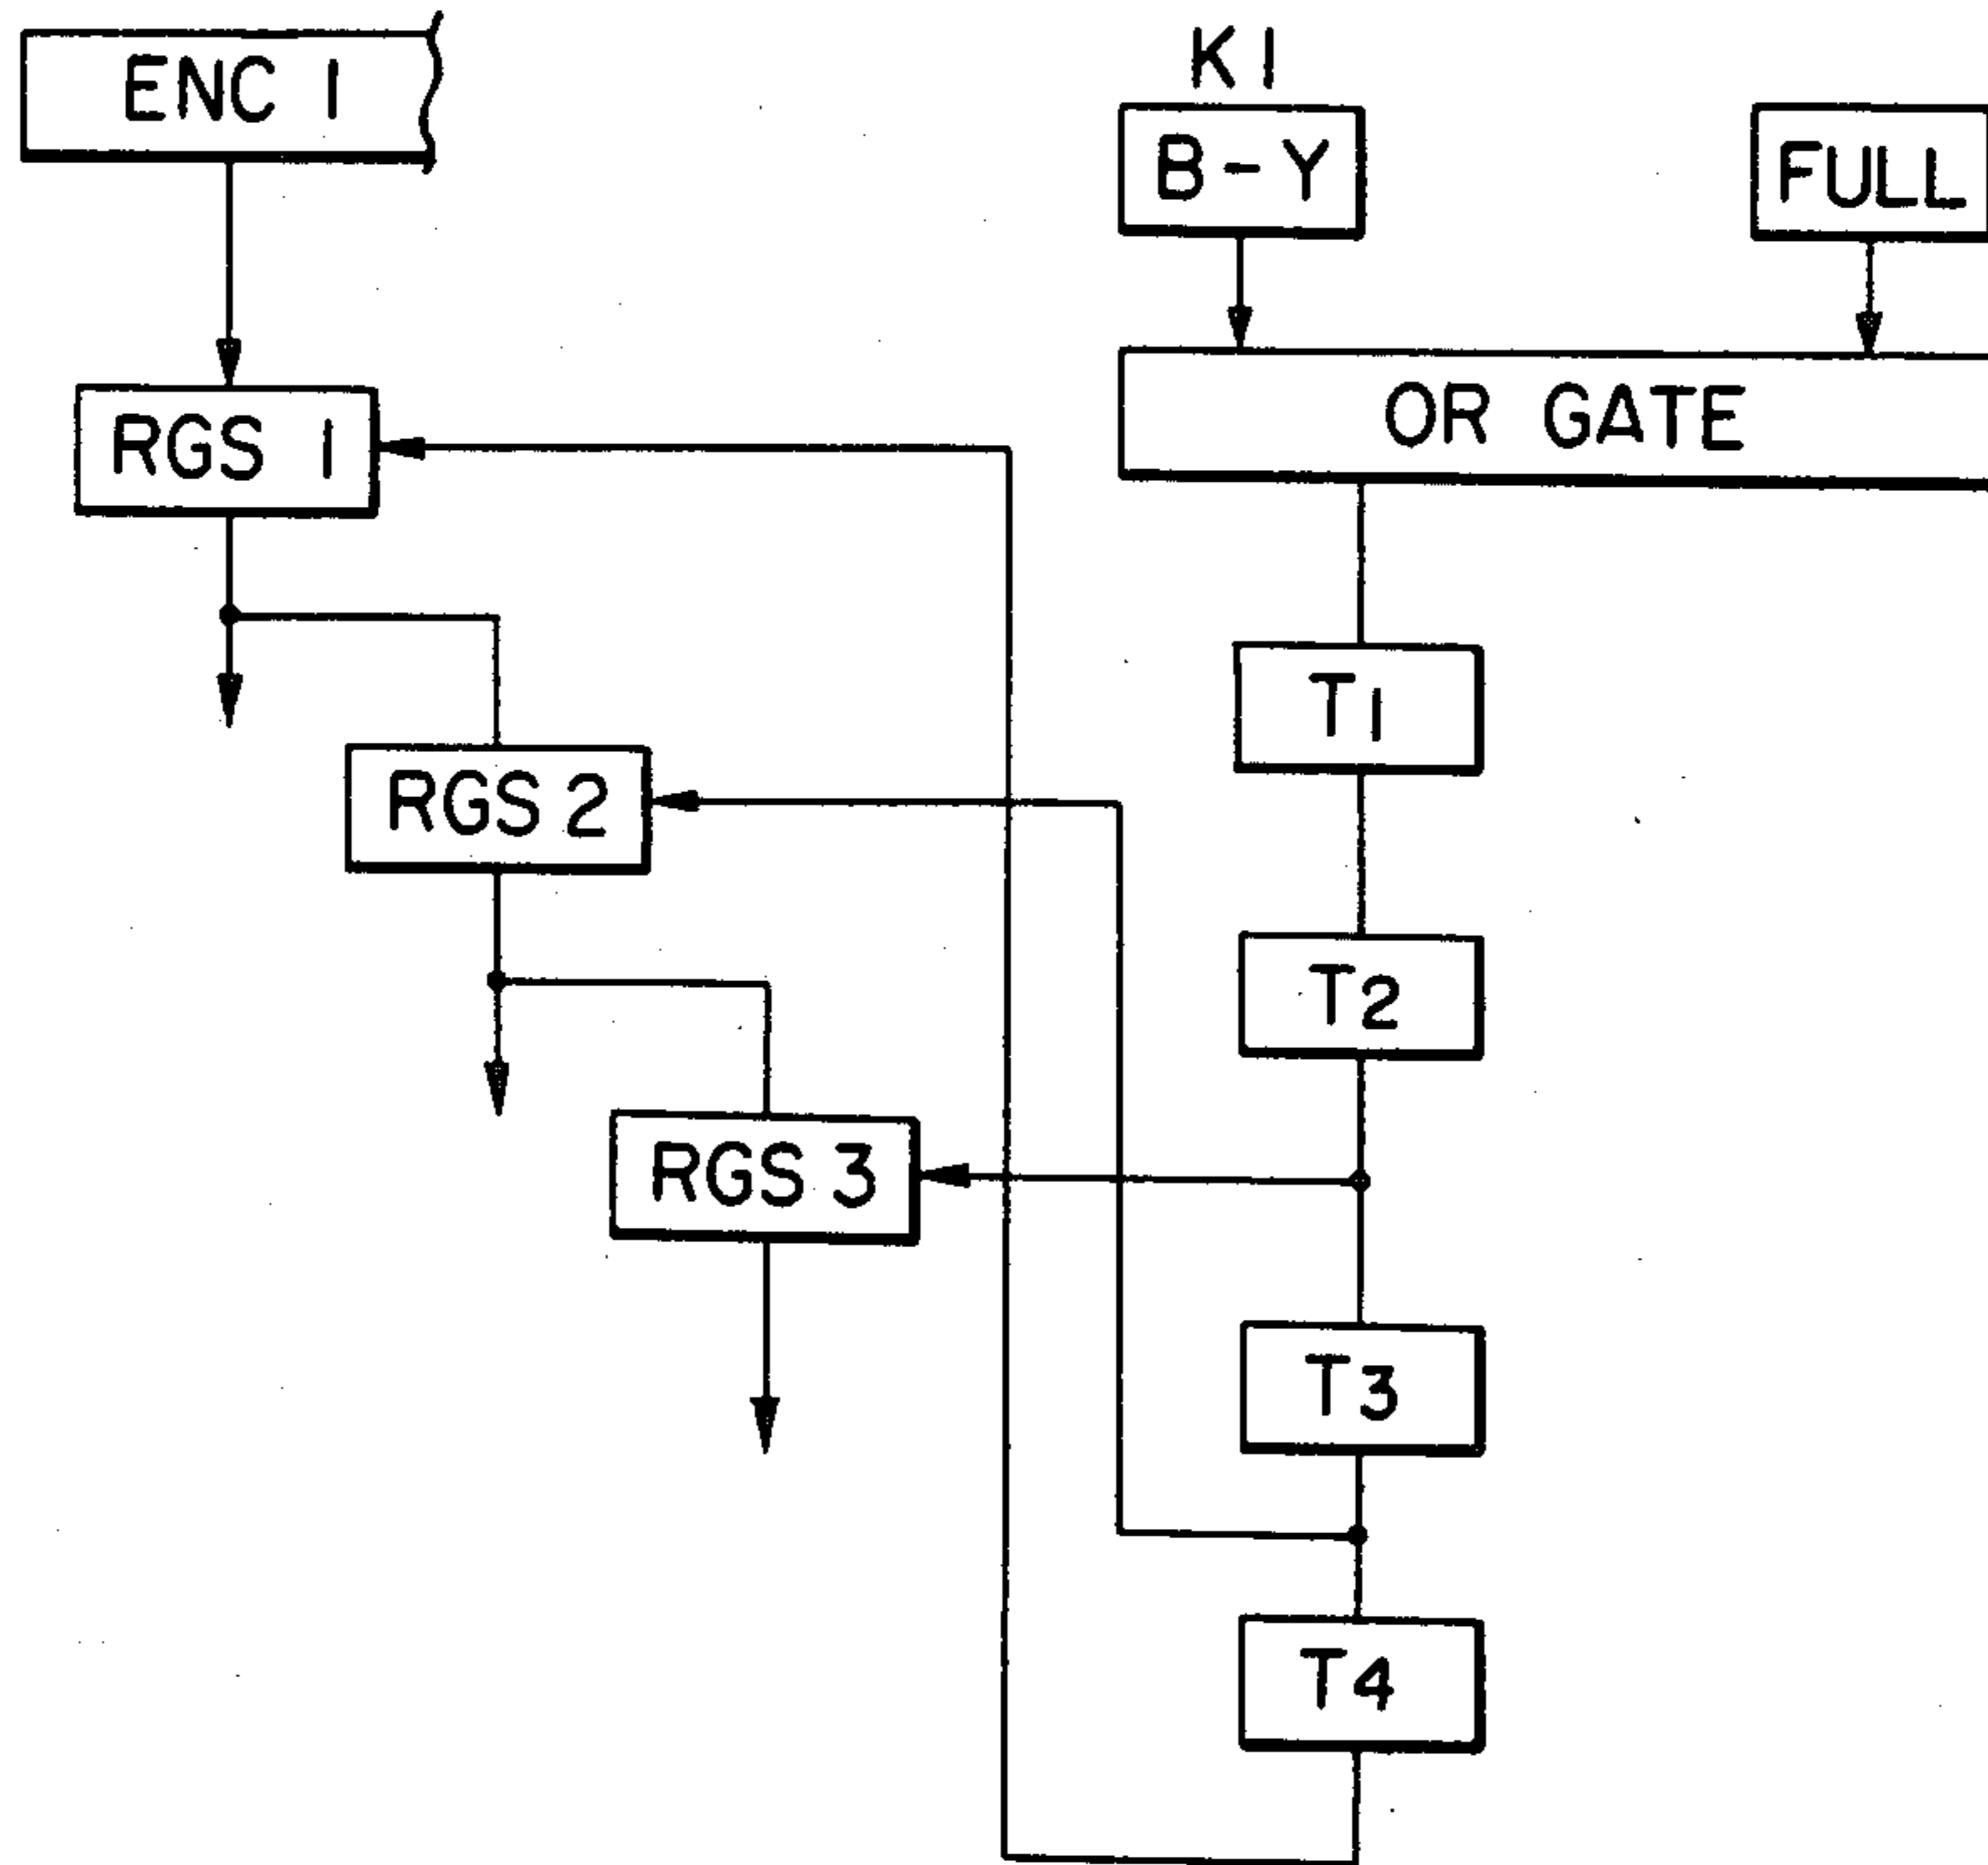 ENC 1
K1
B-Y
FULL
OR GATE
RGS 1
T1
RGS 2
T2
RGS 3
T3
T4